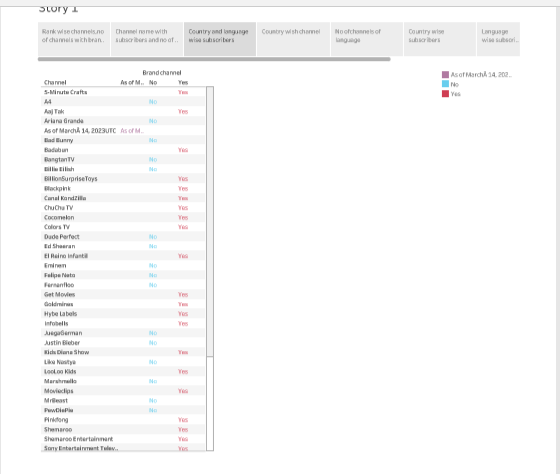 Story 1
Rank wise channels,no
of channels with bran..
Channel name with
subscribers and no of ..
Country and language
wise subscribers
Country wish channel
No of channels of
language
Country wise
subscribers
Language
wise subscri..
Brand channel
Channel As of M.. No Yes
5-Minute Crafts Yes
A4 No
Aaj Tak Yes
Ariana Grande No
As of MarchÂ 14, 2023UTC As of M..
Bad Bunny No
Badabun Yes
BangtanTV No
Billie Eilish No
BillionSurpriseToys Yes
Blackpink Yes
Canal KondZilla Yes
ChuChu TV Yes
Cocomelon Yes
Colors TV Yes
Dude Perfect No
Ed Sheeran No
El Reino Infantil Yes
Eminem No
Felipe Neto No
Fernanfloo No
Get Movies Yes
Goldmines Yes
Hybe Labels Yes
Infobells Yes
JuegaGerman No
Justin Bieber No
Kids Diana Show Yes
Like Nastya No
LooLoo Kids Yes
Marshmello No
Movieclips Yes
MrBeast No
PewDiePie No
Pinkfong Yes
Shemaroo Yes
Shemaroo Entertainment Yes
Sony Entertainment Telev.. Yes
As of MarchÂ 14, 202..
No
Yes